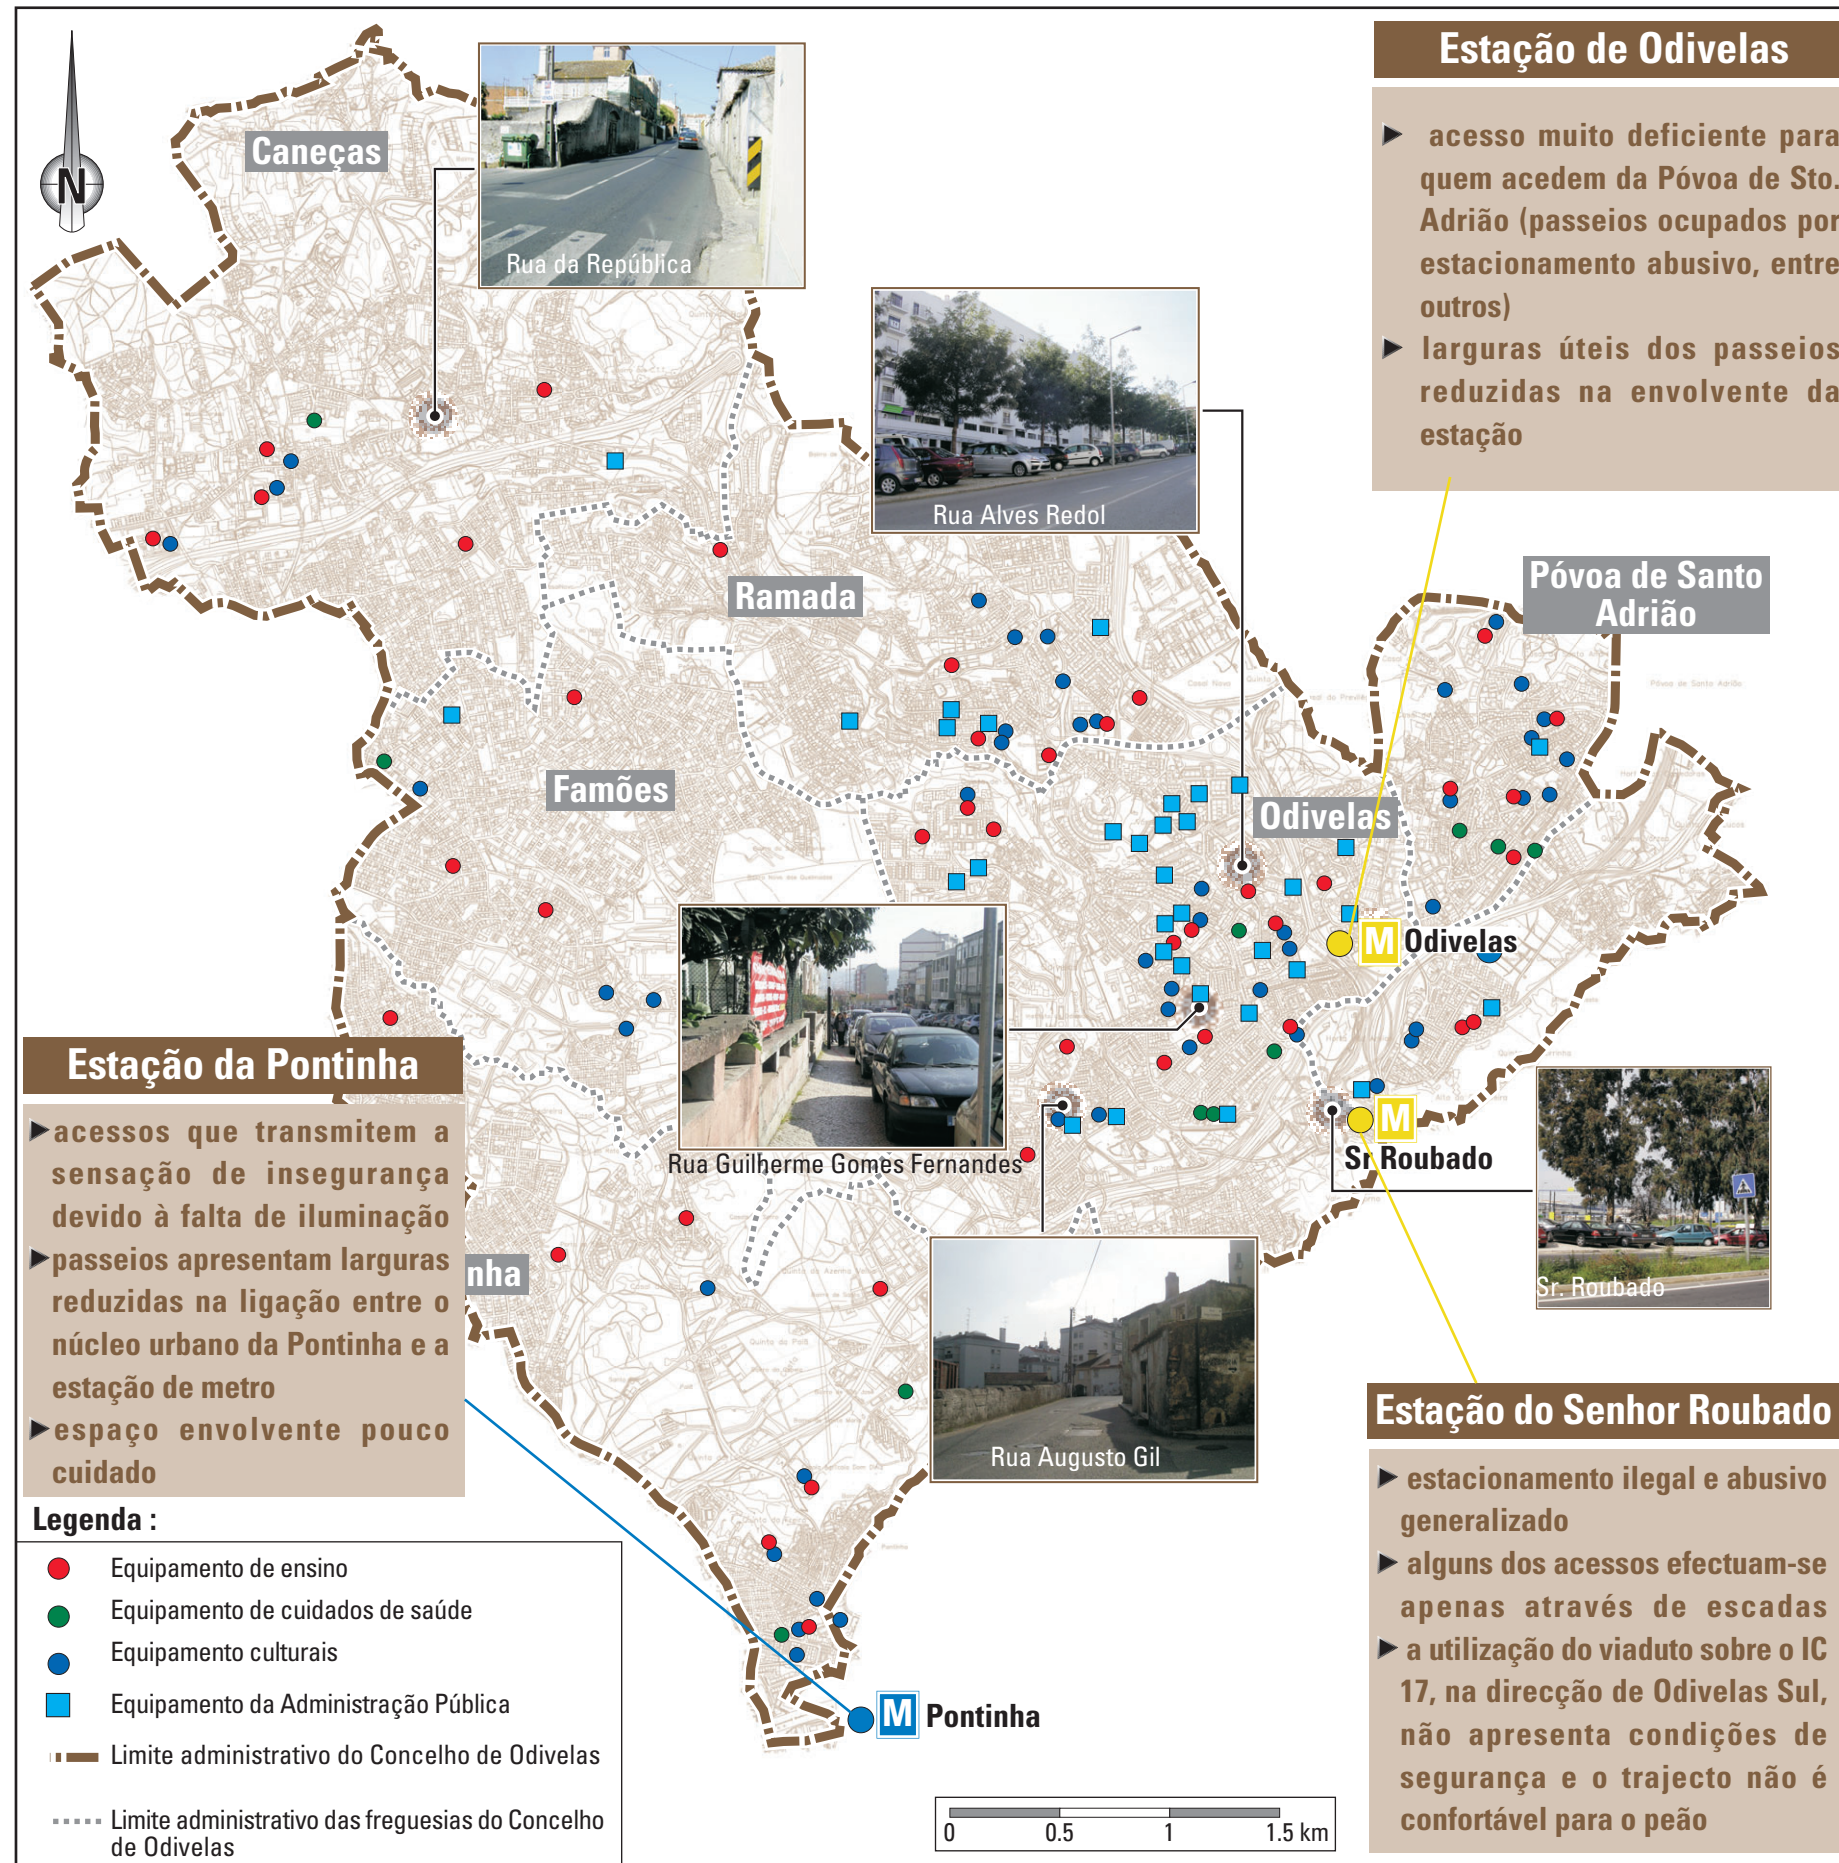 Estação de Odivelas
acesso muito deficiente para
quem acedem da Póvoa de Sto.
Adrião (passeios ocupados por
estacionamento abusivo, entre
outros)
larguras úteis dos passeios
reduzidas na envolvente da
estação
N
Caneças
Rua da República
Rua Alves Redol
Ramada
Póvoa de Santo
Adrião
Famões
Odivelas
M Odivelas
Rua Guilherme Gomes Fernandes
M
Sr. Roubado
Sr. Roubado
Estação da Pontinha
acessos que transmitem a
sensação de insegurança
devido à falta de iluminação
passeios apresentam larguras
reduzidas na ligação entre o
núcleo urbano da Pontinha e a
estação de metro
espaço envolvente pouco
cuidado
nha
Rua Augusto Gil
Estação do Senhor Roubado
estacionamento ilegal e abusivo
generalizado
alguns dos acessos efectuam-se
apenas através de escadas
a utilização do viaduto sobre o IC
17, na direcção de Odivelas Sul,
não apresenta condições de
segurança e o trajecto não é
confortável para o peão
M Pontinha
Legenda :
Equipamento de ensino
Equipamento de cuidados de saúde
Equipamento culturais
Equipamento da Administração Pública
Limite administrativo do Concelho de Odivelas
Limite administrativo das freguesias do Concelho
de Odivelas
0 0.5 1 1.5 km